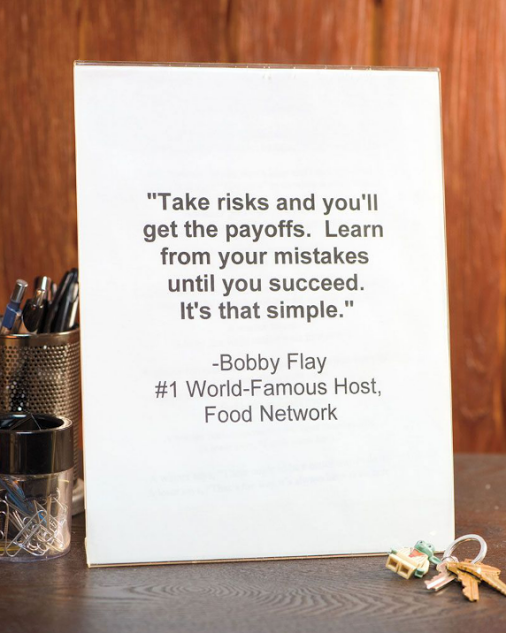 "Take risks and you'll
get the payoffs.  Learn
from your mistakes
until you succeed.
It's that simple."
-Bobby Flay
#1 World-Famous Host,
Food Network